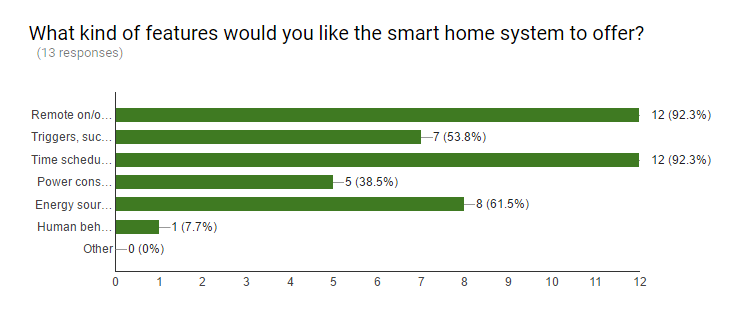 What kind of features would you like the smart home system to offer?
(13 responses)
Remote on/o... 12 (92.3%)
Triggers, suc... 7 (53.8%)
Time schedu... 12 (92.3%)
Power cons... 5 (38.5%)
Energy sour... 8 (61.5%)
Human beh... 1 (7.7%)
Other 0 (0%)
0 1 2 3 4 5 6 7 8 9 10 11 12